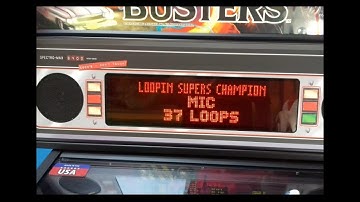 BUSTERS
LOOPIN SUPERS CHAMPION
MIC
37 LOOPS
USA